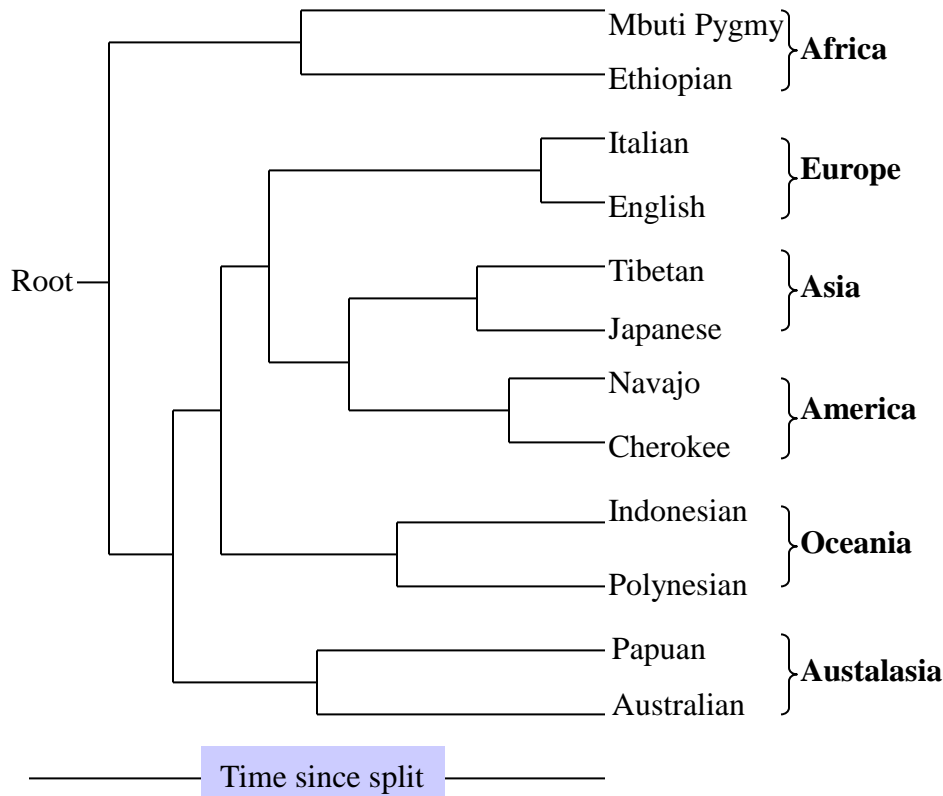 Mbuti Pygmy
Africa
Ethiopian
Italian
Europe
English
Root
Tibetan
Asia
Japanese
Navajo
America
Cherokee
Indonesian
Oceania
Polynesian
Papuan
Austalasia
Australian
Time since split